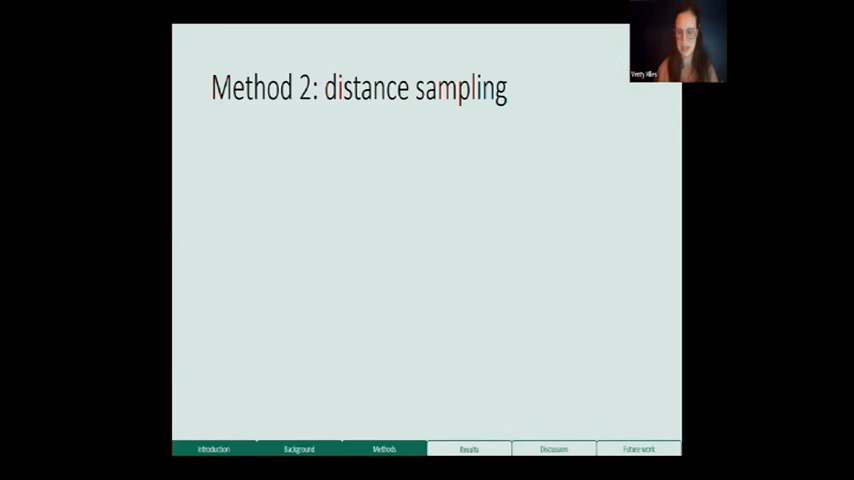 Method 2: distance sampling
Introduction
Background
Methods
Results
Discussion
Future work